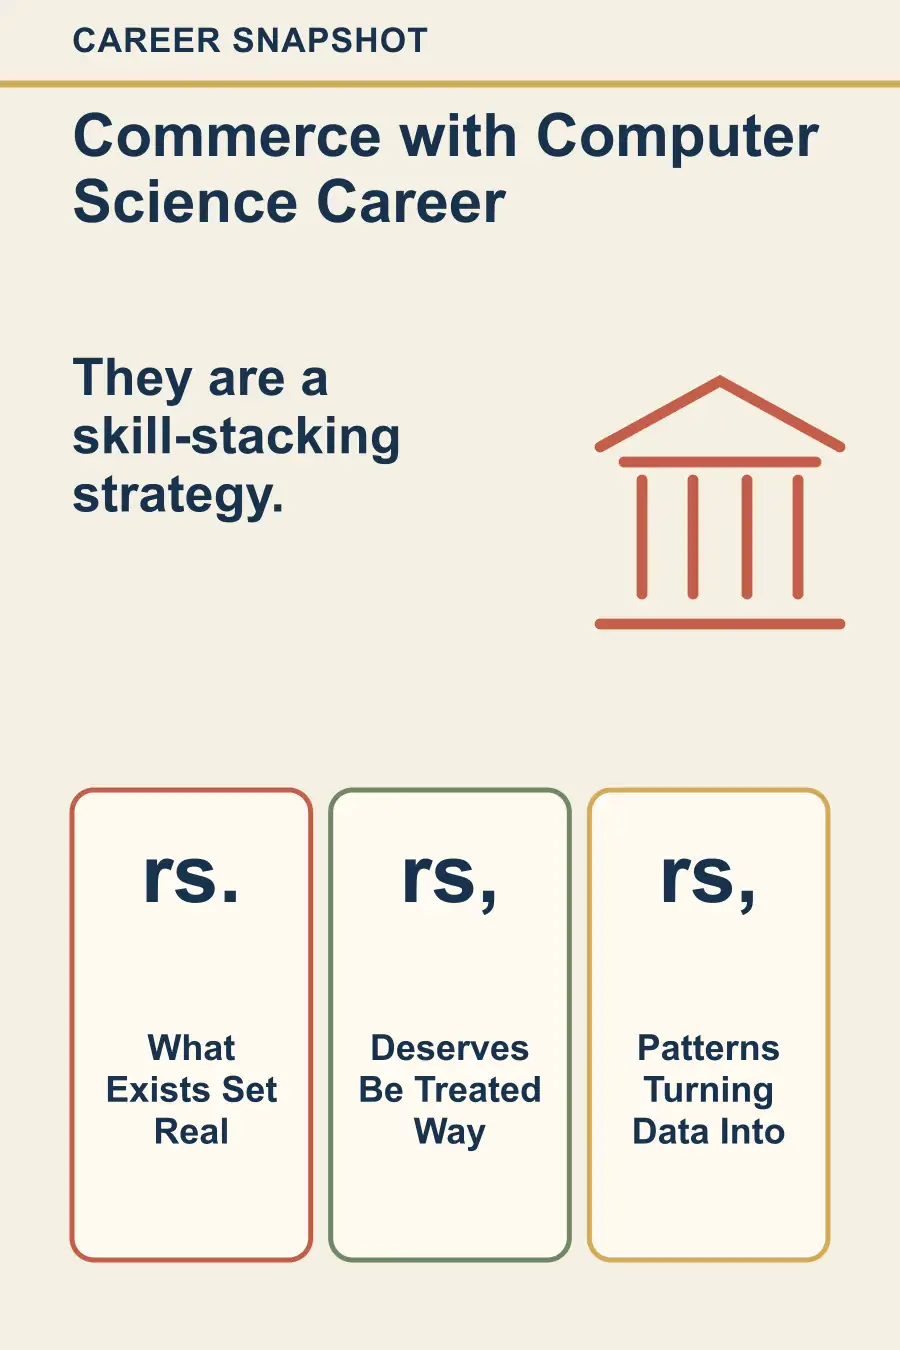 CAREER SNAPSHOT
Commerce with Computer
Science Career
They are a
skill-stacking
strategy.
rs.
What
Exists Set
Real
rs,
Deserves
Be Treated
Way
rs,
Patterns
Turning
Data Into